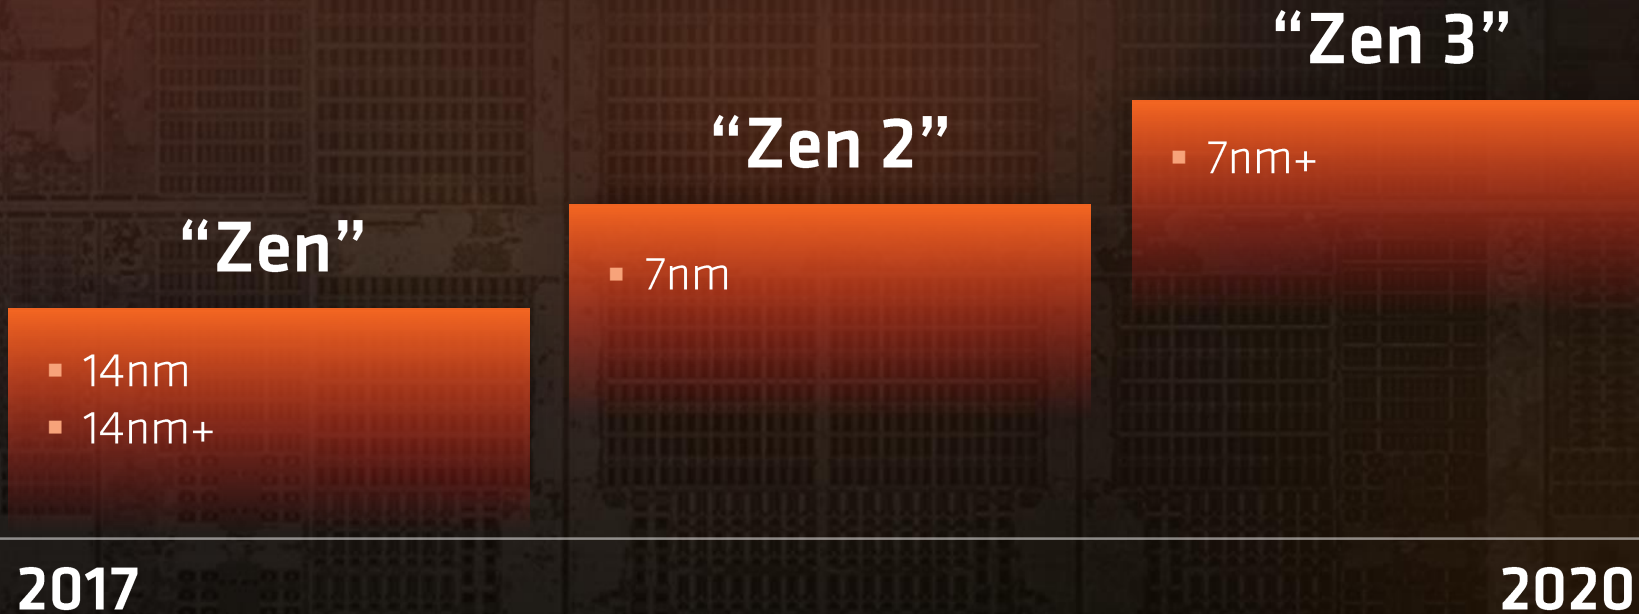 “Zen”
▪ 14nm
▪ 14nm+
“Zen 2”
▪ 7nm
“Zen 3”
▪ 7nm+
2017
2020